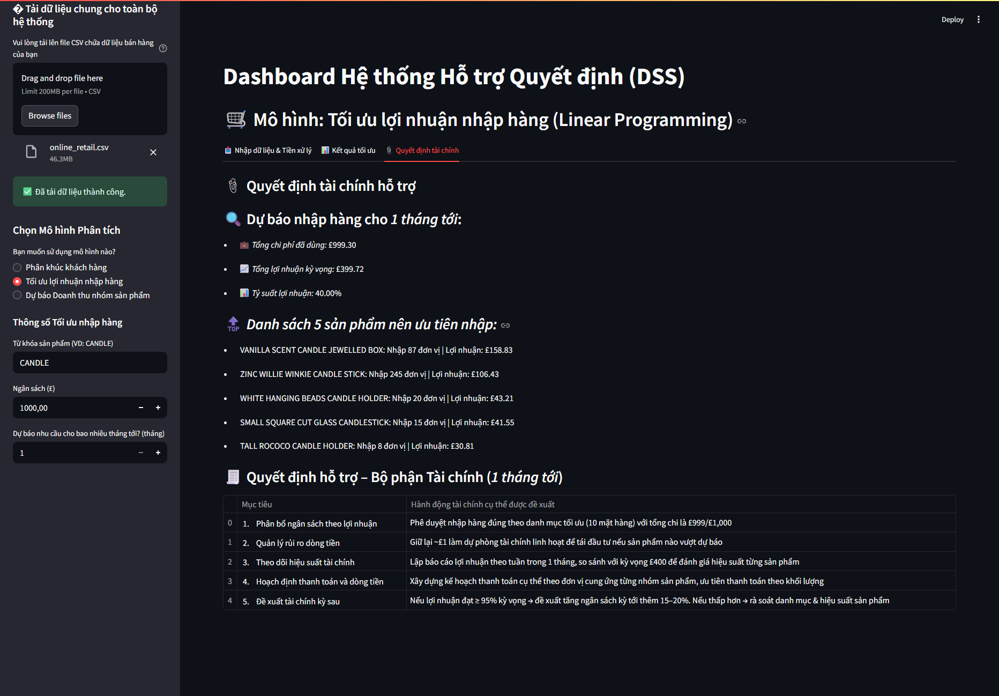 � Tải dữ liệu chung cho toàn bộ
hệ thống
Vui lòng tải lên file CSV chứa dữ liệu bán hàng
của bạn
Drag and drop file here
Limit 200MB per file • CSV
Browse files
online_retail.csv
46.3MB
✅ Đã tải dữ liệu thành công.
Chọn Mô hình Phân tích
Bạn muốn sử dụng mô hình nào?
Phân khúc khách hàng
Tối ưu lợi nhuận nhập hàng
Dự báo Doanh thu nhóm sản phẩm
Thông số Tối ưu nhập hàng
Từ khóa sản phẩm (VD: CANDLE)
CANDLE
Ngân sách (£)
1000,00
Dự báo nhu cầu cho bao nhiêu tháng tới? (tháng)
1
Deploy
Dashboard Hệ thống Hỗ trợ Quyết định (DSS)
🛒 Mô hình: Tối ưu lợi nhuận nhập hàng (Linear Programming)
📥 Nhập dữ liệu & Tiền xử lý 📊 Kết quả tối ưu 📎 Quyết định tài chính
📎 Quyết định tài chính hỗ trợ
🔍 Dự báo nhập hàng cho 1 tháng tới:
• 💼 Tổng chi phí đã dùng: £999.30
• 📈 Tổng lợi nhuận kỳ vọng: £399.72
• 📊 Tỷ suất lợi nhuận: 40.00%
🔝 Danh sách 5 sản phẩm nên ưu tiên nhập:
• VANILLA SCENT CANDLE JEWELLED BOX: Nhập 87 đơn vị | Lợi nhuận: £158.83
• ZINC WILLIE WINKIE CANDLE STICK: Nhập 245 đơn vị | Lợi nhuận: £106.43
• WHITE HANGING BEADS CANDLE HOLDER: Nhập 20 đơn vị | Lợi nhuận: £43.21
• SMALL SQUARE CUT GLASS CANDLESTICK: Nhập 15 đơn vị | Lợi nhuận: £41.55
• TALL ROCOCO CANDLE HOLDER: Nhập 8 đơn vị | Lợi nhuận: £30.81
🧾 Quyết định hỗ trợ – Bộ phận Tài chính (1 tháng tới)
Mục tiêu Hành động tài chính cụ thể được đề xuất
0 1. Phân bổ ngân sách theo lợi nhuận Phê duyệt nhập hàng đúng theo danh mục tối ưu (10 mặt hàng) với tổng chi là £999/£1,000
1 2. Quản lý rủi ro dòng tiền Giữ lại ~£1 làm dự phòng tài chính linh hoạt để tái đầu tư nếu sản phẩm nào vượt dự báo
2 3. Theo dõi hiệu suất tài chính Lập báo cáo lợi nhuận theo tuần trong 1 tháng, so sánh với kỳ vọng £400 để đánh giá hiệu suất từng sản phẩm
3 4. Hoạch định thanh toán và dòng tiền Xây dựng kế hoạch thanh toán cụ thể theo đơn vị cung ứng từng nhóm sản phẩm, ưu tiên thanh toán theo khối lượng
4 5. Đề xuất tài chính kỳ sau Nếu lợi nhuận đạt ≥ 95% kỳ vọng → đề xuất tăng ngân sách kỳ tới thêm 15–20%. Nếu thấp hơn → rà soát danh mục & hiệu suất sản phẩm